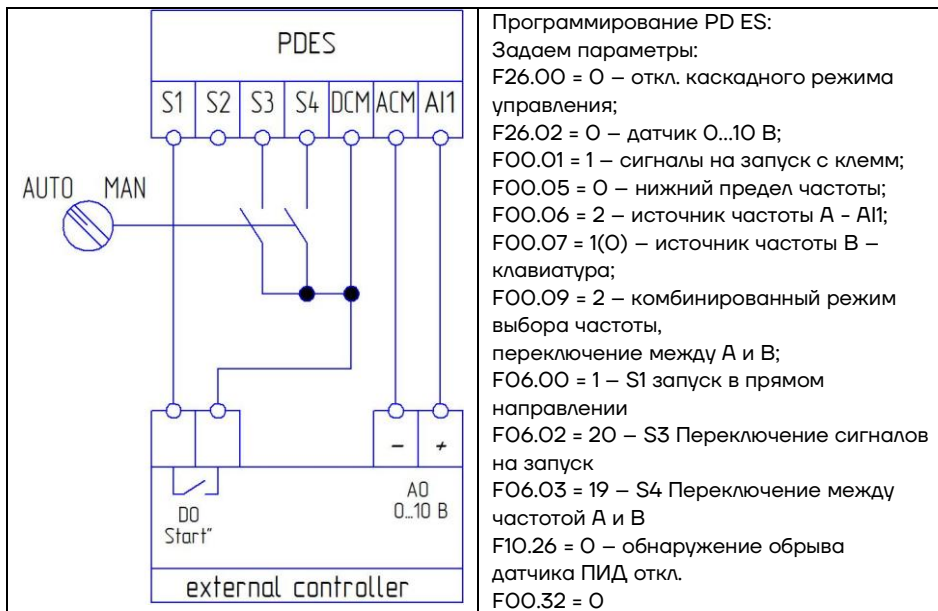 PDES
S1 S2 S3 S4 DCM ACM AI1
AUTO MAN
− +
DO
Start"
AO
0...10 В
external controller
Программирование PD ES:
Задаем параметры:
F26.00 = 0 – откл. каскадного режима
управления;
F26.02 = 0 – датчик 0...10 В;
F00.01 = 1 – сигналы на запуск с клемм;
F00.05 = 0 – нижний предел частоты;
F00.06 = 2 – источник частоты А - AI1;
F00.07 = 1(0) – источник частоты В –
клавиатура;
F00.09 = 2 – комбинированный режим
выбора частоты,
переключение между А и В;
F06.00 = 1 – S1 запуск в прямом
направлении
F06.02 = 20 – S3 Переключение сигналов
на запуск
F06.03 = 19 – S4 Переключение между
частотой А и В
F10.26 = 0 – обнаружение обрыва
датчика ПИД откл.
F00.32 = 0